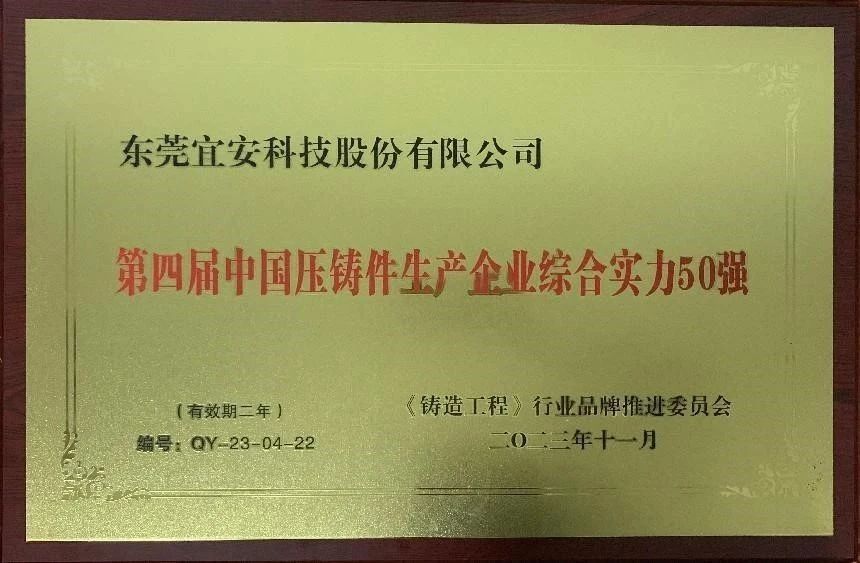 东莞宜安科技股份有限公司
第四届中国压铸件生产企业综合实力50强
（有效期二年）
《铸造工程》行业品牌推进委员会
编号：QY-23-04-22
二〇二三年十一月